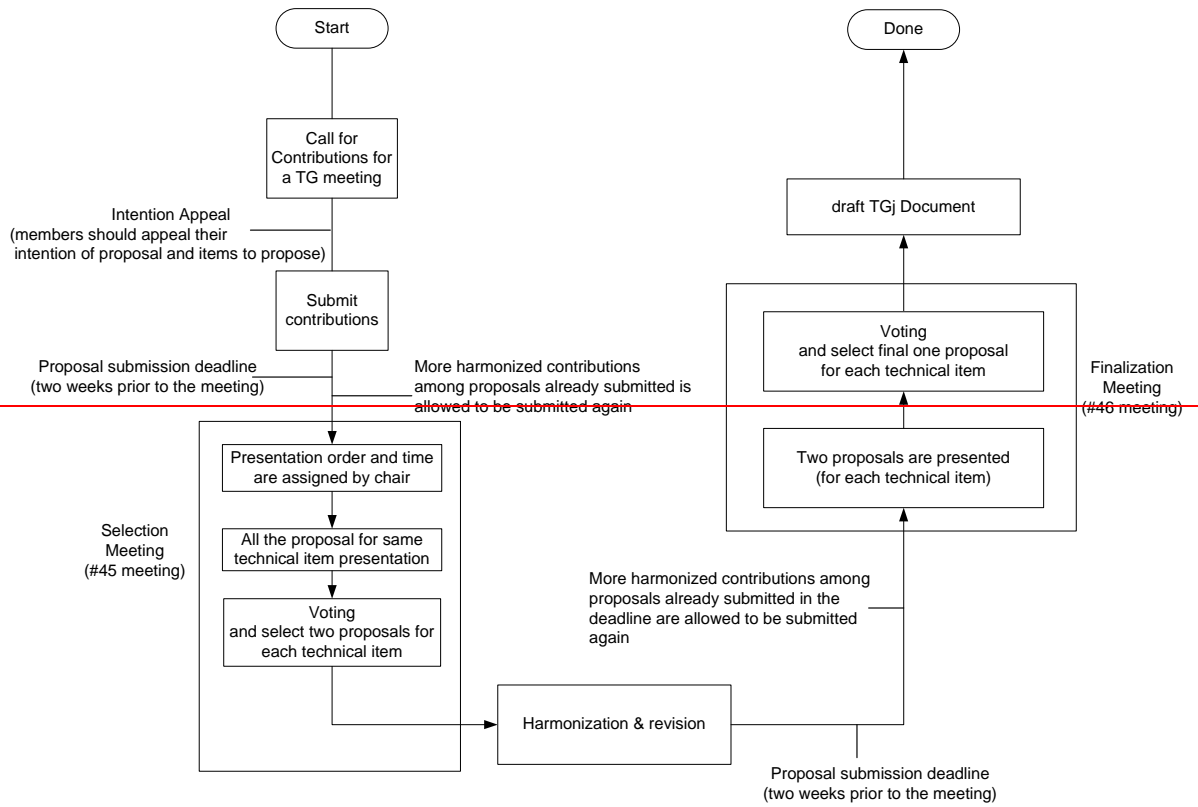 Start
Call for
Contributions for
a TG meeting
Intention Appeal
(members should appeal their
intention of proposal and items to propose)
Submit
contributions
Proposal submission deadline
(two weeks prior to the meeting)
More harmonized contributions
among proposals already submitted is
allowed to be submitted again
Selection
Meeting
(#45 meeting)
Presentation order and time
are assigned by chair
All the proposal for same
technical item presentation
Voting
and select two proposals for
each technical item
Harmonization & revision
Proposal submission deadline
(two weeks prior to the meeting)
More harmonized contributions among
proposals already submitted in the
deadline are allowed to be submitted
again
Two proposals are presented
(for each technical item)
Voting
and select final one proposal
for each technical item
Finalization
Meeting
(#46 meeting)
draft TGj Document
Done